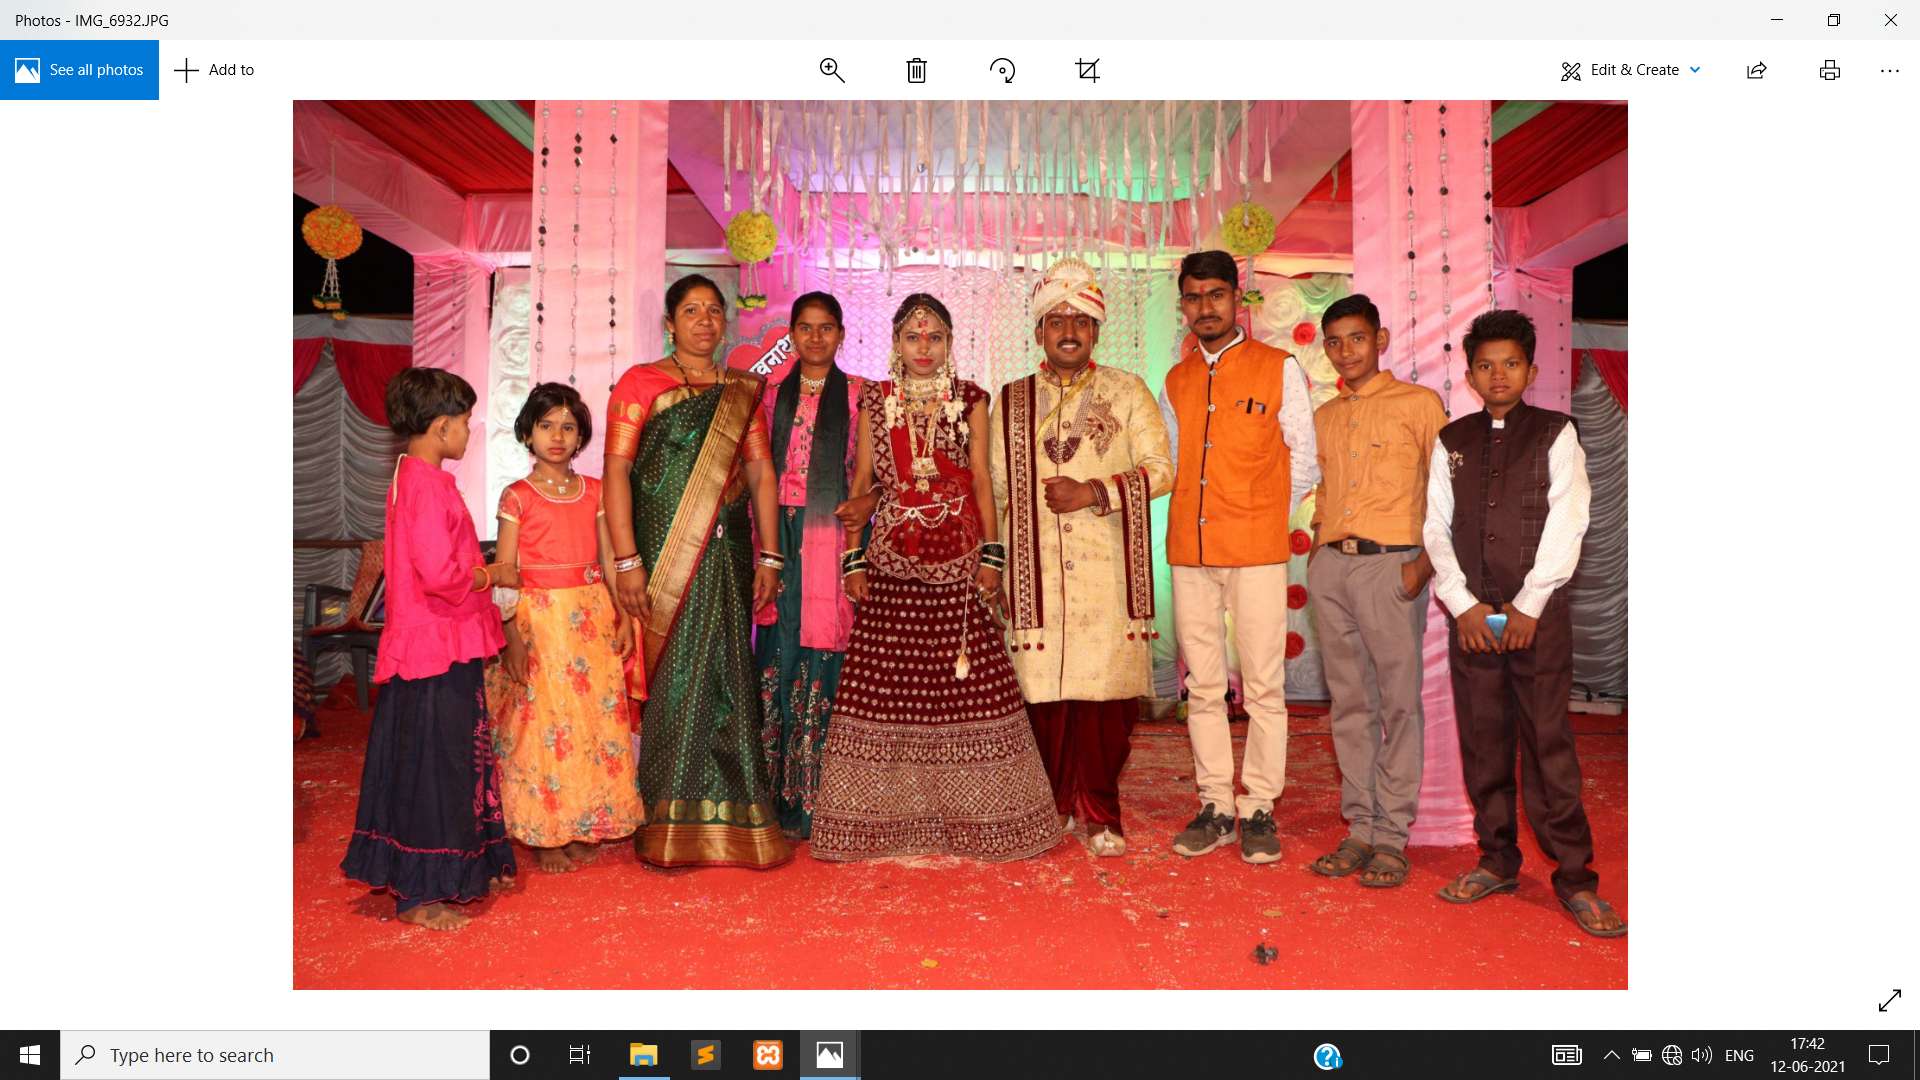 Photos - IMG_6932.JPG
See all photos
Add to
Edit & Create
Type here to search
ENG
17:42
12-06-2021